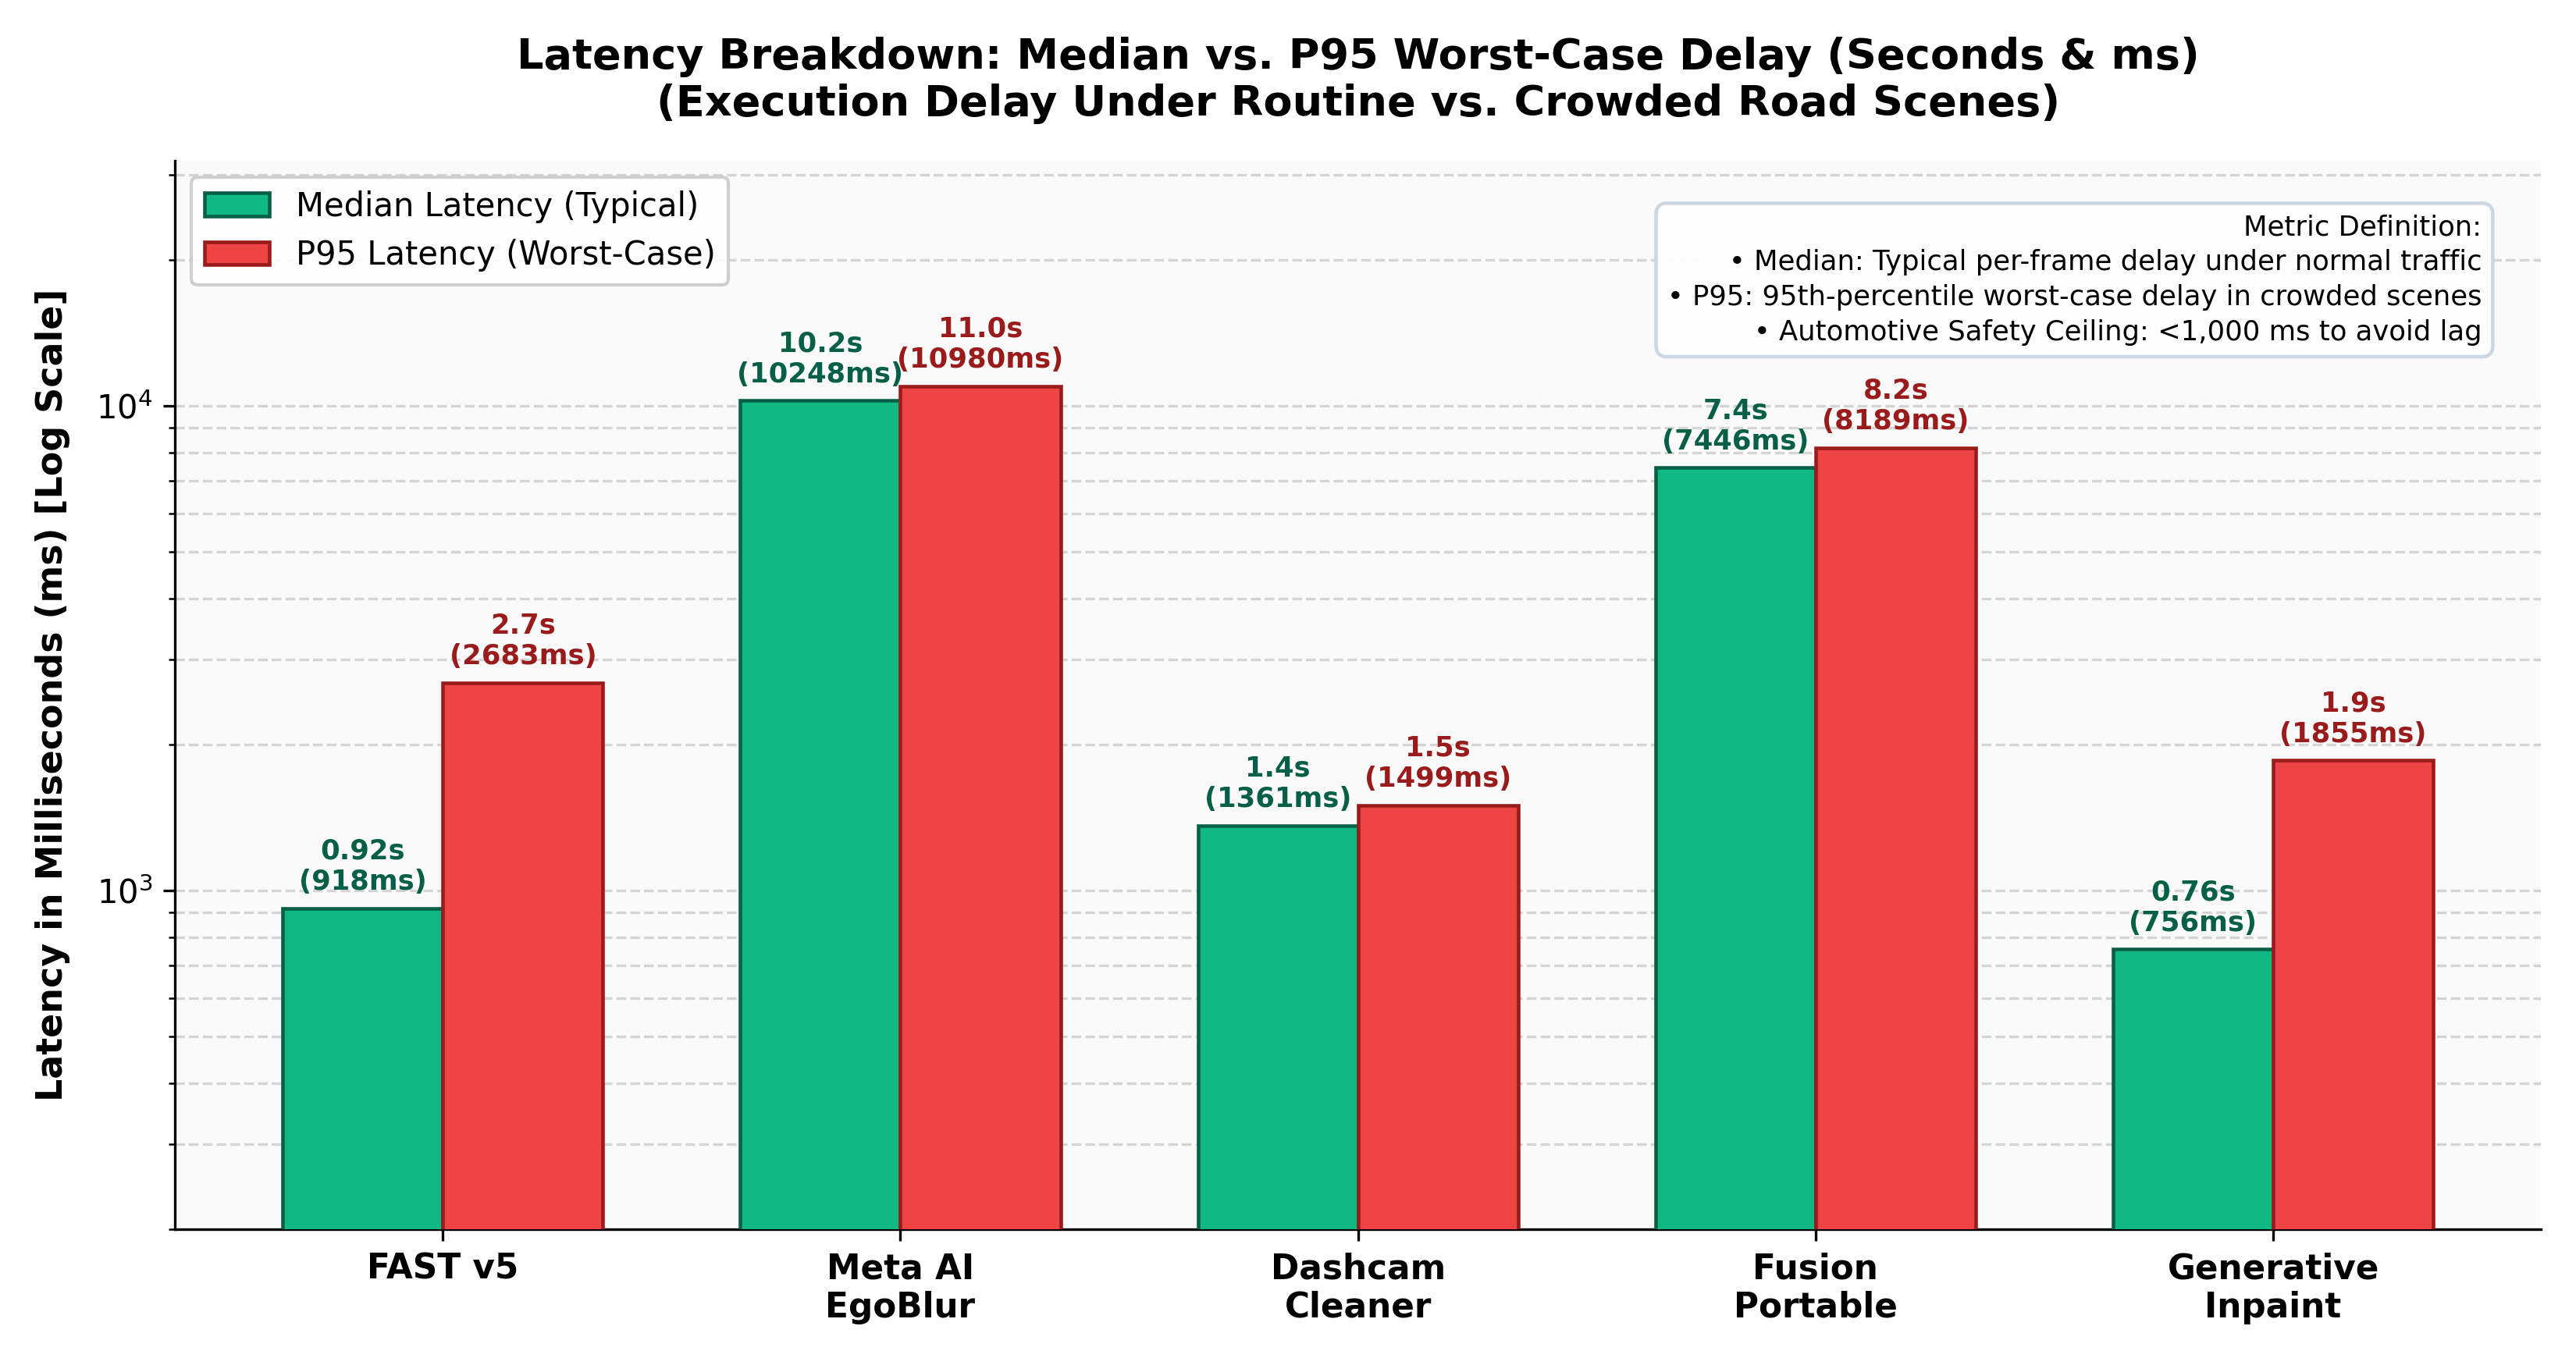 Latency Breakdown: Median vs. P95 Worst-Case Delay (Seconds & ms)
(Execution Delay Under Routine vs. Crowded Road Scenes)
Median Latency (Typical)
P95 Latency (Worst-Case)
Metric Definition:
• Median: Typical per-frame delay under normal traffic
• P95: 95th-percentile worst-case delay in crowded scenes
• Automotive Safety Ceiling: <1,000 ms to avoid lag
Latency in Milliseconds (ms) [Log Scale]
10⁴
10³
0.92s
(918ms)
2.7s
(2683ms)
10.2s
(10248ms)
11.0s
(10980ms)
1.4s
(1361ms)
1.5s
(1499ms)
7.4s
(7446ms)
8.2s
(8189ms)
0.76s
(756ms)
1.9s
(1855ms)
FAST v5
Meta AI
EgoBlur
Dashcam
Cleaner
Fusion
Portable
Generative
Inpaint